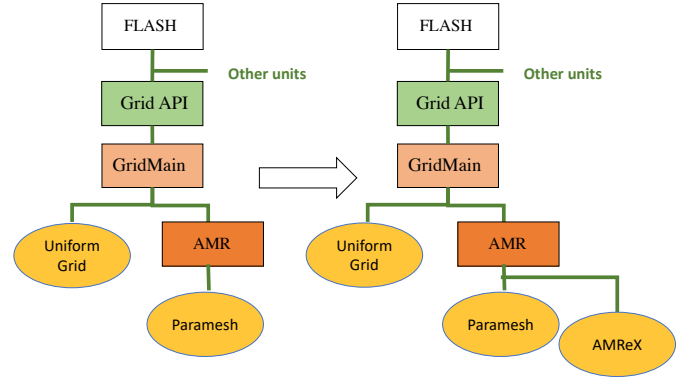 FLASH
Other units
Grid API
GridMain
Uniform
Grid
AMR
Paramesh
FLASH
Other units
Grid API
GridMain
Uniform
Grid
AMR
Paramesh
AMReX